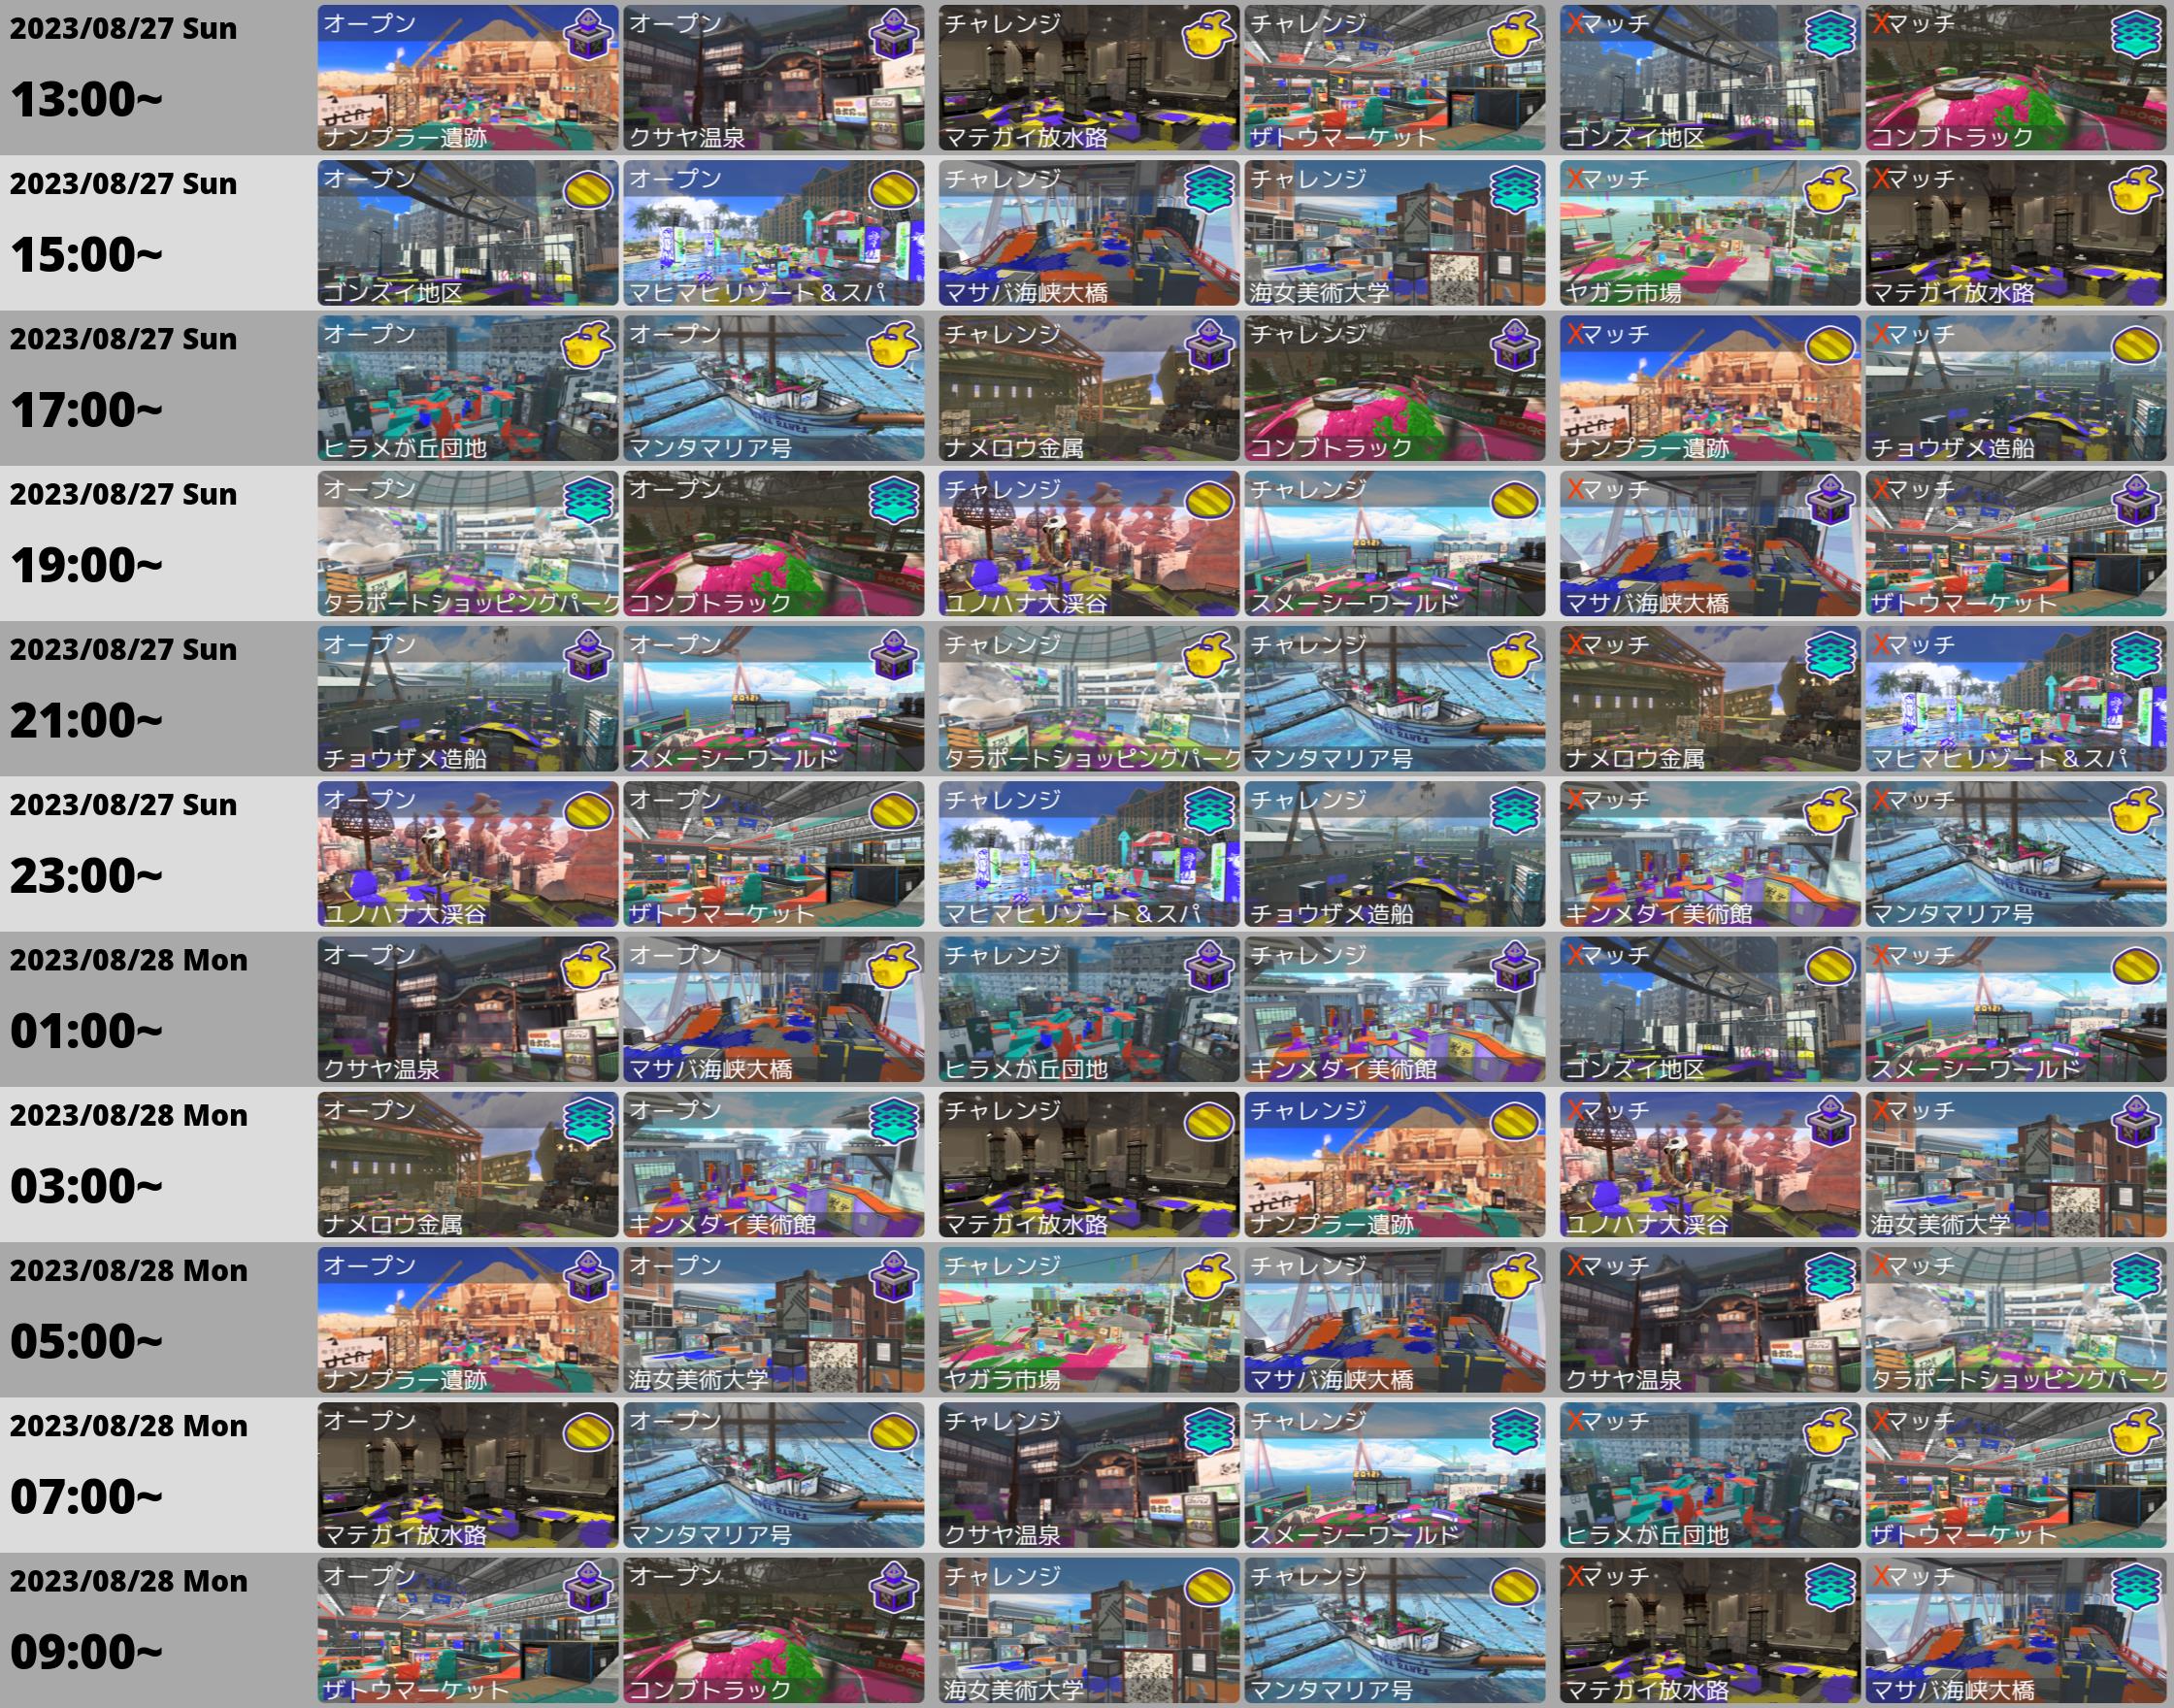 2023/08/27 Sun
13:00~
オープン オープン チャレンジ チャレンジ Xマッチ Xマッチ
ナンプラー遺跡 クサヤ温泉 マテガイ放水路 ザトウマーケット ゴンズイ地区 コンブトラック
2023/08/27 Sun
15:00~
オープン オープン チャレンジ チャレンジ Xマッチ Xマッチ
ゴンズイ地区 マヒマヒリゾート&スパ マサバ海峡大橋 海女美術大学 ヤガラ市場 マテガイ放水路
2023/08/27 Sun
17:00~
オープン オープン チャレンジ チャレンジ Xマッチ Xマッチ
ヒラメが丘団地 マンタマリア号 ナメロウ金属 コンブトラック ナンプラー遺跡 チョウザメ造船
2023/08/27 Sun
19:00~
オープン オープン チャレンジ チャレンジ Xマッチ Xマッチ
タラポートショッピングパーク コンブトラック ユノハナ大渓谷 スメーシーワールド マサバ海峡大橋 ザトウマーケット
2023/08/27 Sun
21:00~
オープン オープン チャレンジ チャレンジ Xマッチ Xマッチ
チョウザメ造船 スメーシーワールド タラポートショッピングパーク マンタマリア号 ナメロウ金属 マヒマヒリゾート&スパ
2023/08/27 Sun
23:00~
オープン オープン チャレンジ チャレンジ Xマッチ Xマッチ
ユノハナ大渓谷 ザトウマーケット マヒマヒリゾート&スパ チョウザメ造船 キンメダイ美術館 マンタマリア号
2023/08/28 Mon
01:00~
オープン オープン チャレンジ チャレンジ Xマッチ Xマッチ
クサヤ温泉 マサバ海峡大橋 ヒラメが丘団地 キンメダイ美術館 ゴンズイ地区 スメーシーワールド
2023/08/28 Mon
03:00~
オープン オープン チャレンジ チャレンジ Xマッチ Xマッチ
ナメロウ金属 キンメダイ美術館 マテガイ放水路 ナンプラー遺跡 ユノハナ大渓谷 海女美術大学
2023/08/28 Mon
05:00~
オープン オープン チャレンジ チャレンジ Xマッチ Xマッチ
ナンプラー遺跡 海女美術大学 ヤガラ市場 マサバ海峡大橋 クサヤ温泉 タラポートショッピングパーク
2023/08/28 Mon
07:00~
オープン オープン チャレンジ チャレンジ Xマッチ Xマッチ
マテガイ放水路 マンタマリア号 クサヤ温泉 スメーシーワールド ヒラメが丘団地 ザトウマーケット
2023/08/28 Mon
09:00~
オープン オープン チャレンジ チャレンジ Xマッチ Xマッチ
ザトウマーケット コンブトラック 海女美術大学 マンタマリア号 マテガイ放水路 マサバ海峡大橋